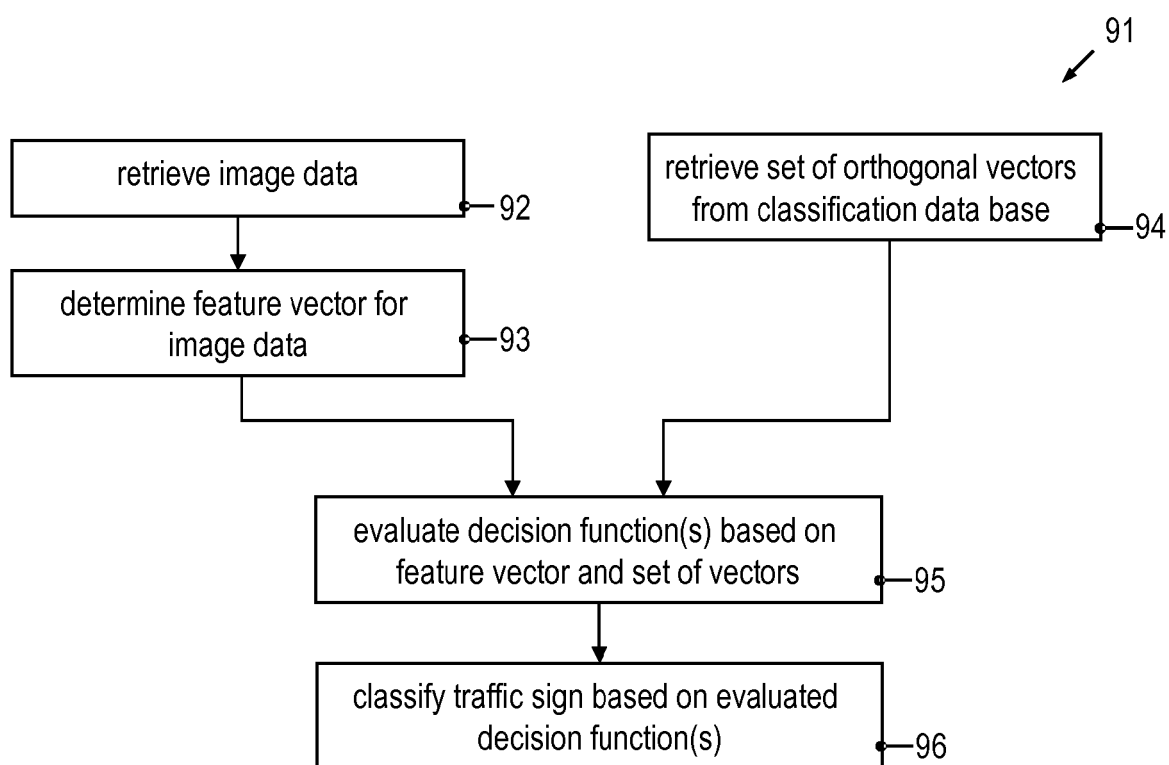 91
retrieve image data
92
retrieve set of orthogonal vectors
from classification data base
94
determine feature vector for
image data
93
evaluate decision function(s) based on
feature vector and set of vectors
95
classify traffic sign based on evaluated
decision function(s)
96